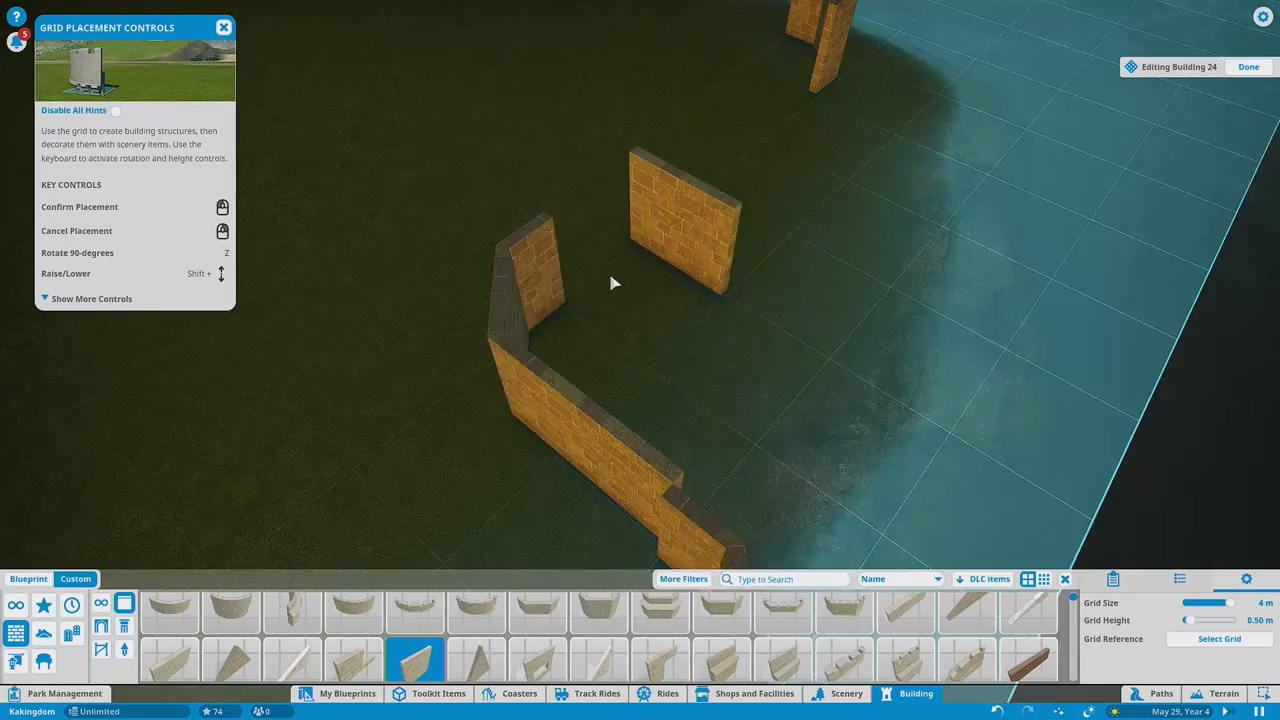 ?
5
GRID PLACEMENT CONTROLS
Disable All Hints
Use the grid to create building structures, then
decorate them with scenery items. Use the
keyboard to activate rotation and height controls.
KEY CONTROLS
Confirm Placement
Cancel Placement
Rotate 90-degrees Z
Raise/Lower Shift +
Show More Controls
Editing Building 24 Done
Blueprint Custom More Filters Type to Search Name DLC items
Grid Size 4 m
Grid Height 0.50 m
Grid Reference Select Grid
Park Management My Blueprints Toolkit Items Coasters Track Rides Rides Shops and Facilities Scenery Building Paths Terrain
Kakingdom Unlimited 74 0 May 29, Year 4